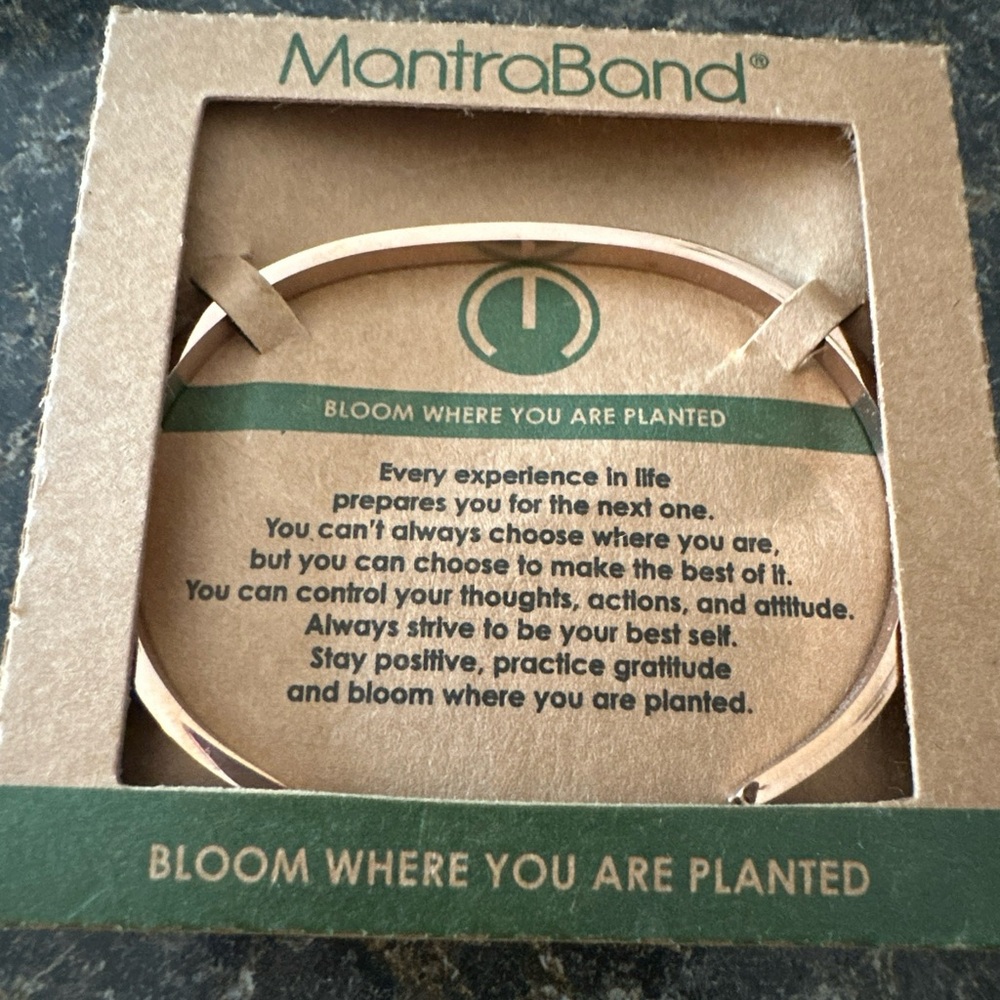 MantraBand®
BLOOM WHERE YOU ARE PLANTED
Every experience in life
prepares you for the next one.
You can't always choose where you are,
but you can choose to make the best of it.
You can control your thoughts, actions, and attitude.
Always strive to be your best self.
Stay positive, practice gratitude
and bloom where you are planted.
BLOOM WHERE YOU ARE PLANTED